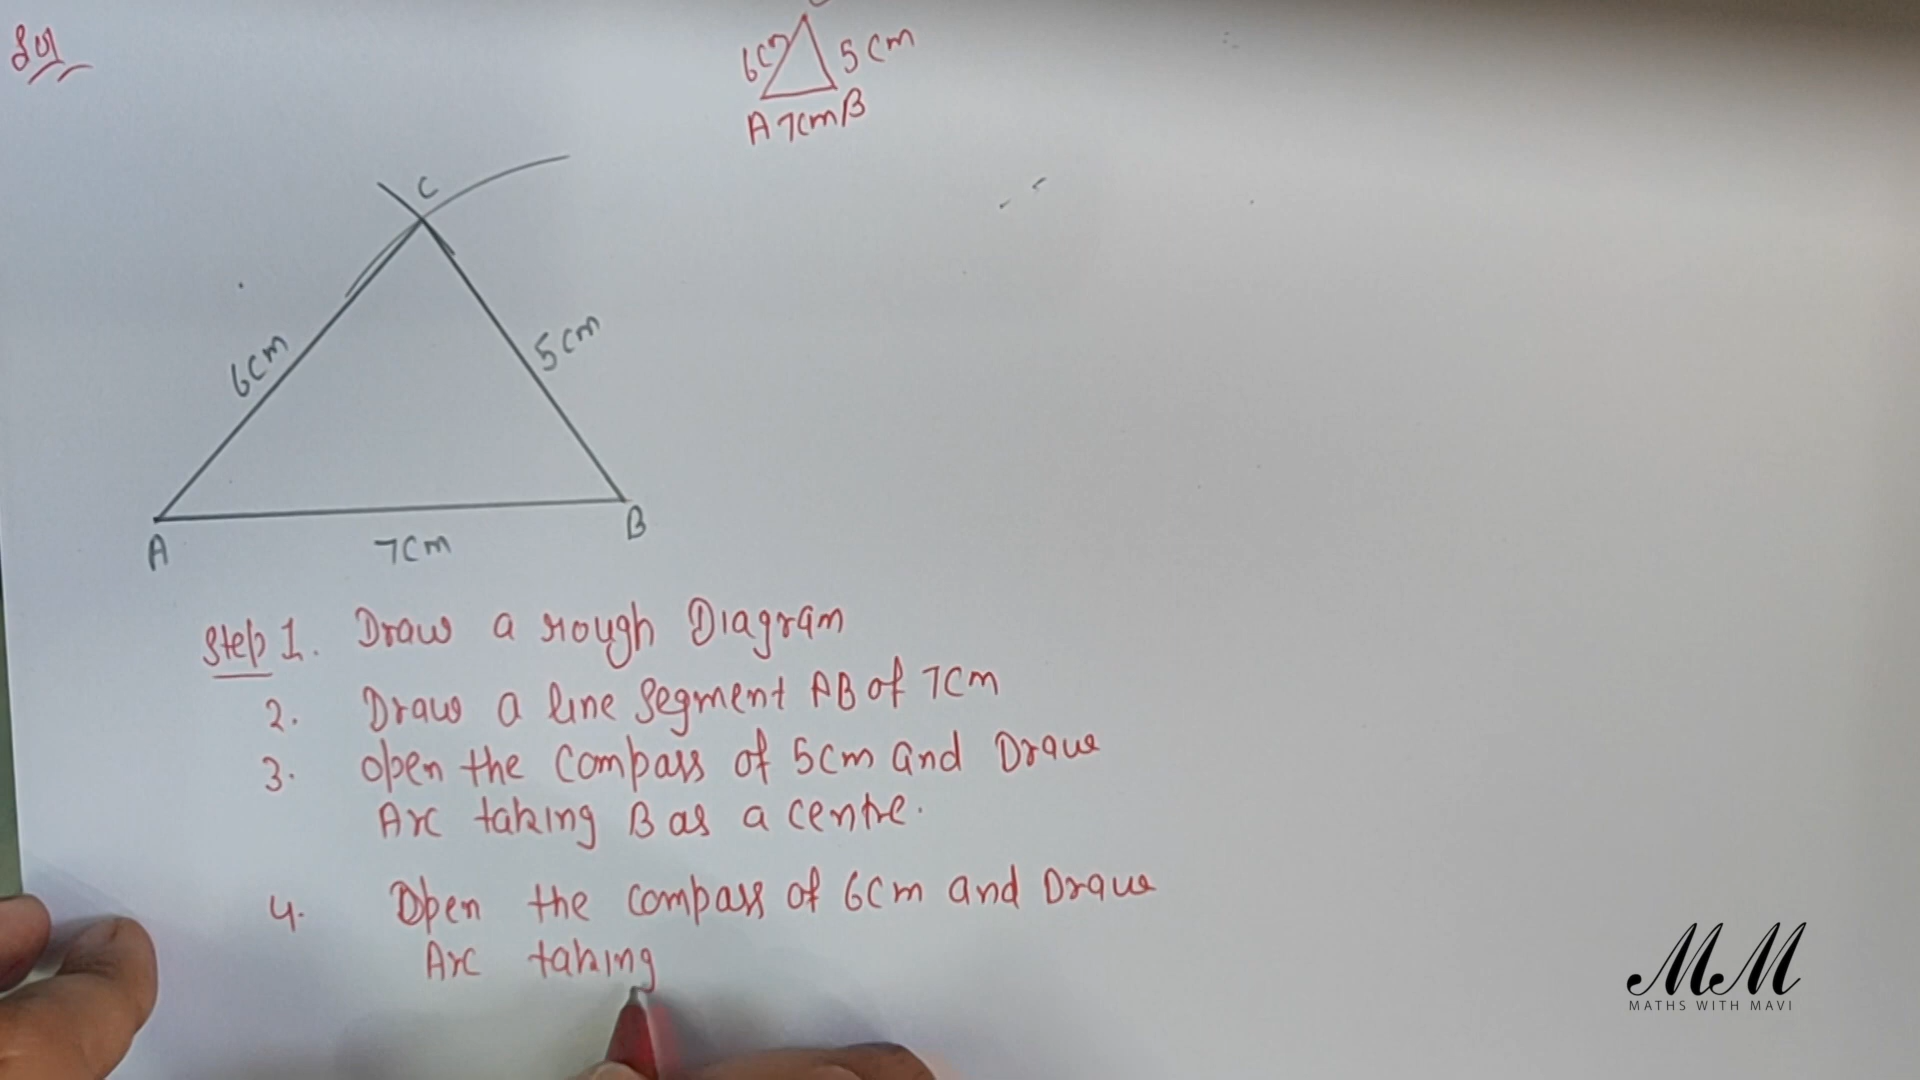 Sol
6cm 5cm
A 7cm B
C
6cm
5cm
A
B
7cm
Step 1. Draw a rough Diagram
2. Draw a line Segment AB of 7cm
3. Open the Compass of 5cm and Draw
Arc taking B as a centre.
4. Open the compass of 6cm and Draw
Arc taking
MM
MATHS WITH MAVI